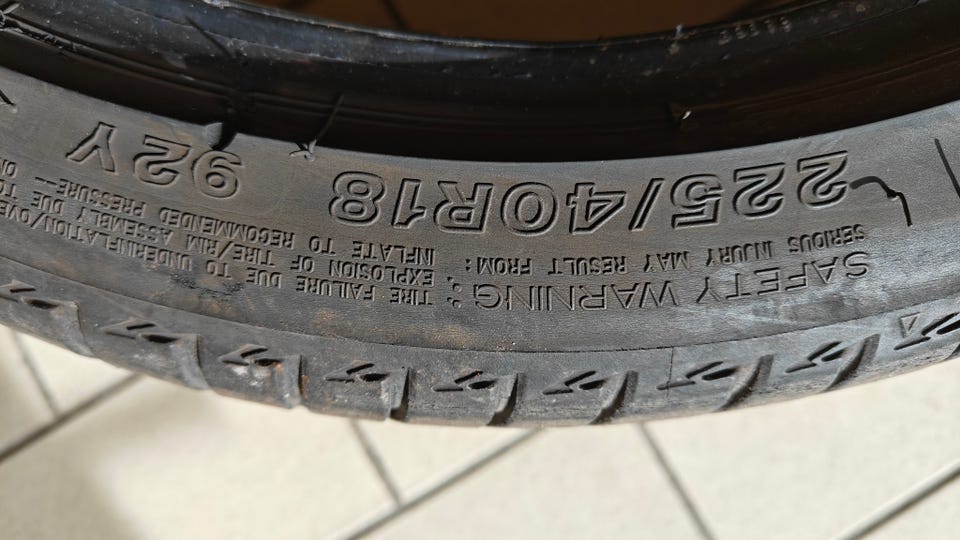 225/40R18 92Y
SAFETY WARNING:
SERIOUS INJURY MAY RESULT FROM:
TIRE FAILURE DUE TO UNDERINFLATION/OVE
EXPLOSION OF TIRE/RIM ASSEMBLY DUE TO
INFLATE TO RECOMMENDED PRESSURE